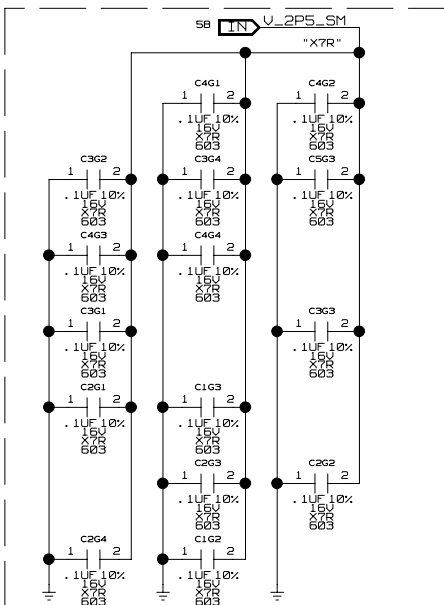 5B IN V_2P5_SM
"X7R"
C4G1 C4G2
1 2 1 2
.1UF 10% .1UF 10%
16V 16V
X7R X7R
603 603
C3G2 C3G4 C5G3
1 2 1 2 1 2
.1UF 10% .1UF 10% .1UF 10%
16V 16V 16V
X7R X7R X7R
603 603 603
C4G3 C4G4
1 2 1 2
.1UF 10% .1UF 10%
16V 16V
X7R X7R
603 603
C3G1 C3G3
1 2 1 2
.1UF 10% .1UF 10%
16V 16V
X7R X7R
603 603
C2G1 C1G3
1 2 1 2
.1UF 10% .1UF 10%
16V 16V
X7R X7R
603 603
C2G3 C2G2
1 2 1 2
.1UF 10% .1UF 10%
16V 16V
X7R X7R
603 603
C2G4 C1G2
1 2 1 2
.1UF 10% .1UF 10%
16V 16V
X7R X7R
603 603